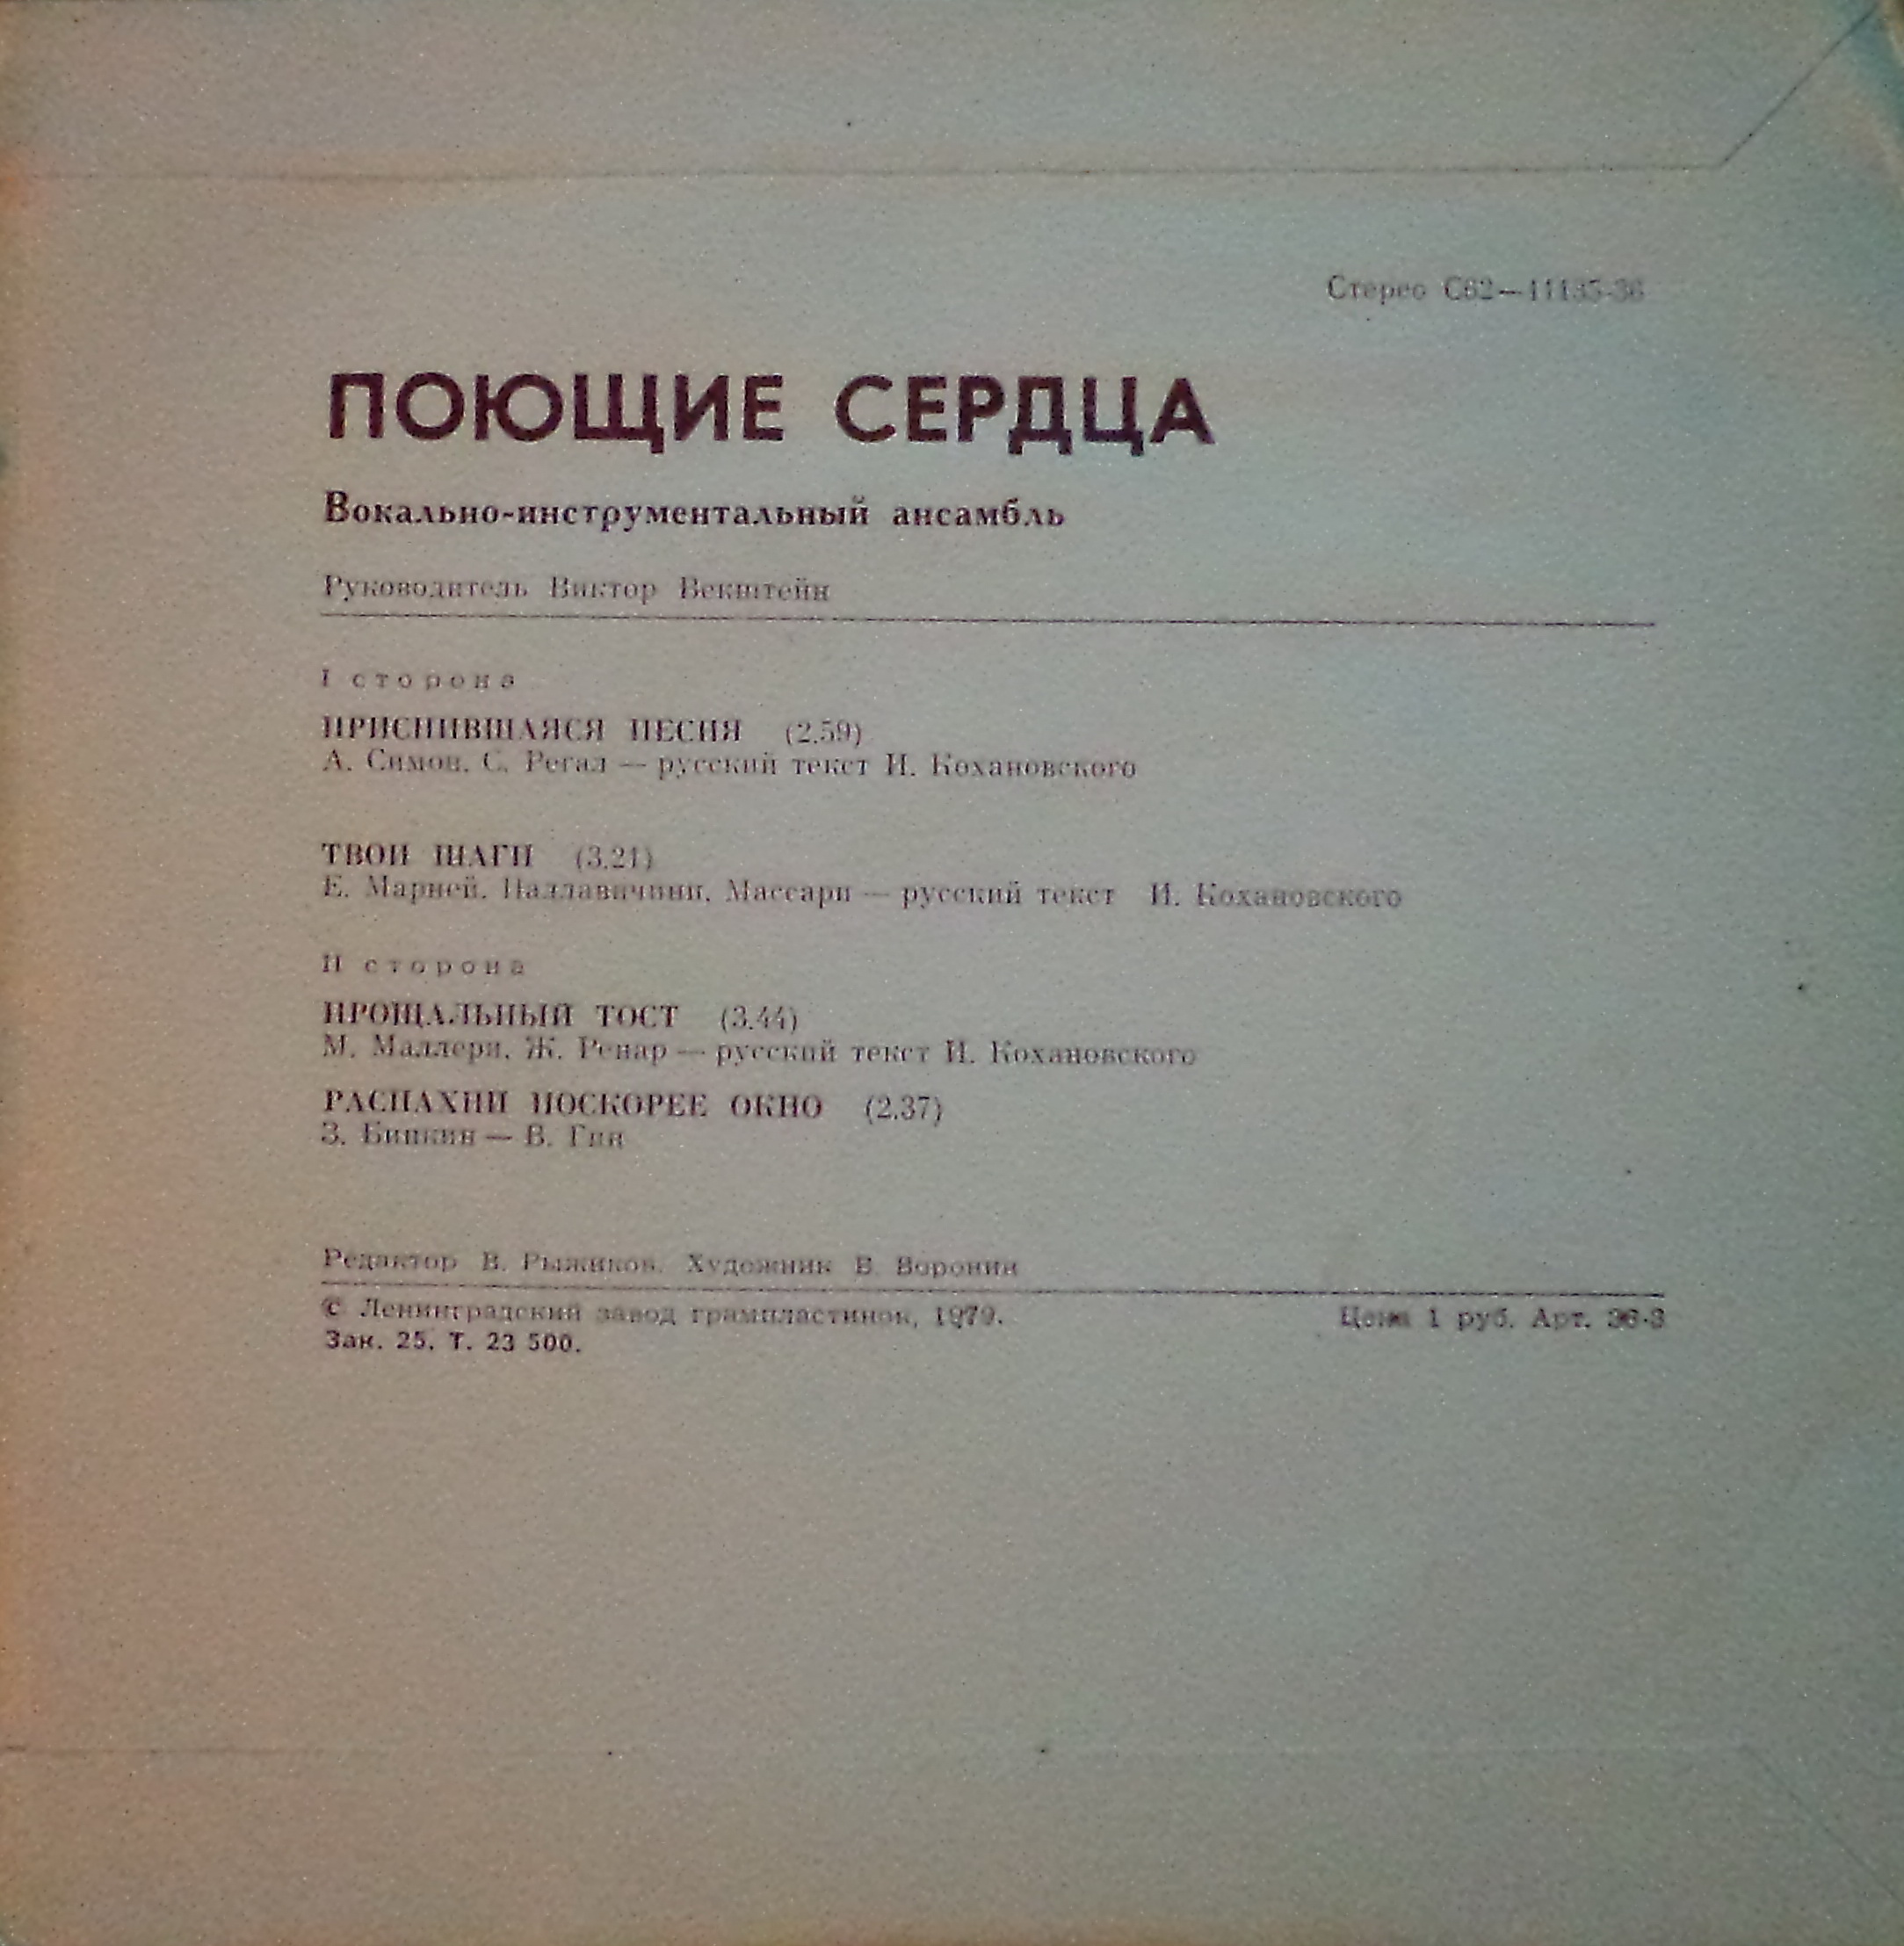 Стерео С62—11135-36
ПОЮЩИЕ СЕРДЦА
Вокально-инструментальный ансамбль
Руководитель Виктор Векштейн
I сторона
ПРИСНИВШАЯСЯ ПЕСНЯ (2.59)
А. Симон, С. Регал — русский текст И. Кохановского
ТВОИ ШАГИ (3.21)
Е. Марней, Паллавичини, Массари — русский текст И. Кохановского
II сторона
ПРОЩАЛЬНЫЙ ТОСТ (3.44)
М. Маллери, Ж. Ренар — русский текст И. Кохановского
РАСПАХНИ ПОСКОРЕЕ ОКНО (2.37)
З. Бинкин — В. Гин
Редактор В. Рыжиков. Художник В. Воронин
© Ленинградский завод грампластинок, 1979.
Цена 1 руб. Арт. 36-3
Зак. 25. Т. 23 500.